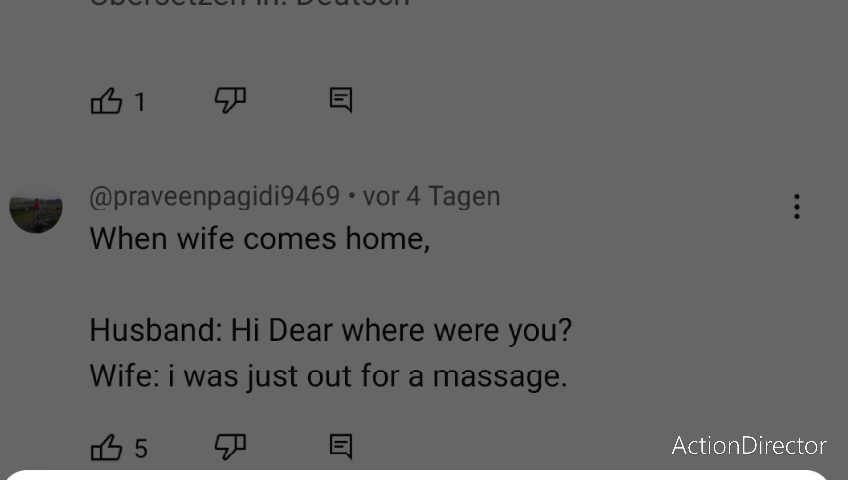 Übersetzen in: Deutsch
1
@praveenpagidi9469 • vor 4 Tagen
When wife comes home,
Husband: Hi Dear where were you?
Wife: i was just out for a massage.
5
ActionDirector